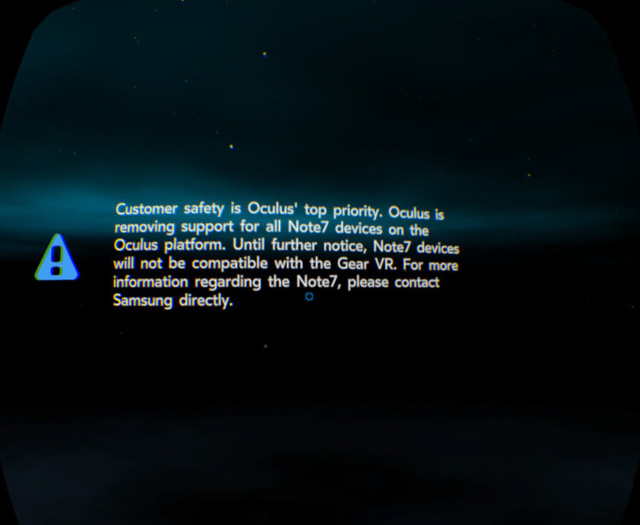 Customer safety is Oculus' top priority. Oculus is
removing support for all Note7 devices on the
Oculus platform. Until further notice, Note7 devices
will not be compatible with the Gear VR. For more
information regarding the Note7, please contact
Samsung directly.